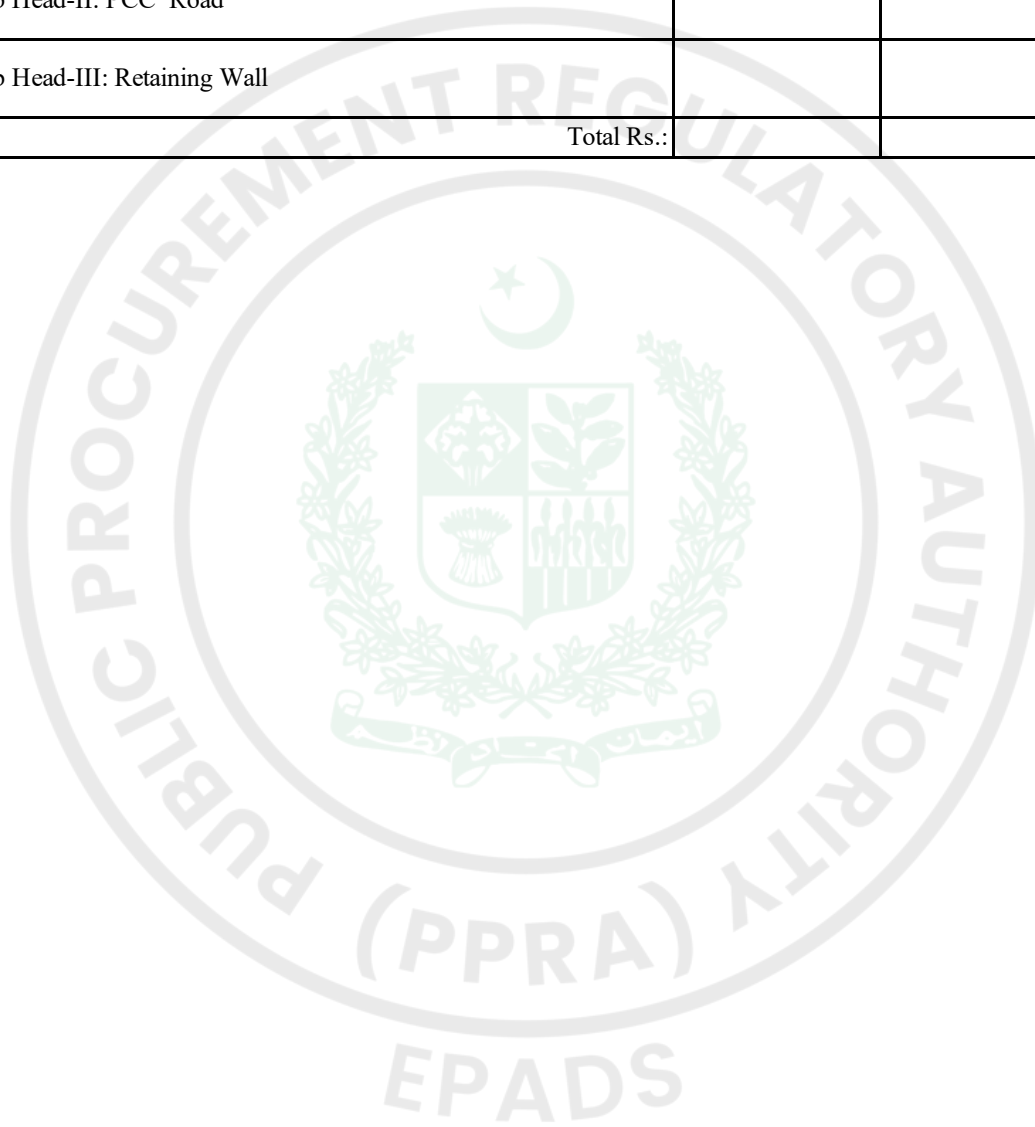 b Head-II: PCC Road
b Head-III: Retaining Wall
Total Rs.:
PUBLIC PROCUREMENT REGULATORY AUTHORITY
(PPRA)
EPADS